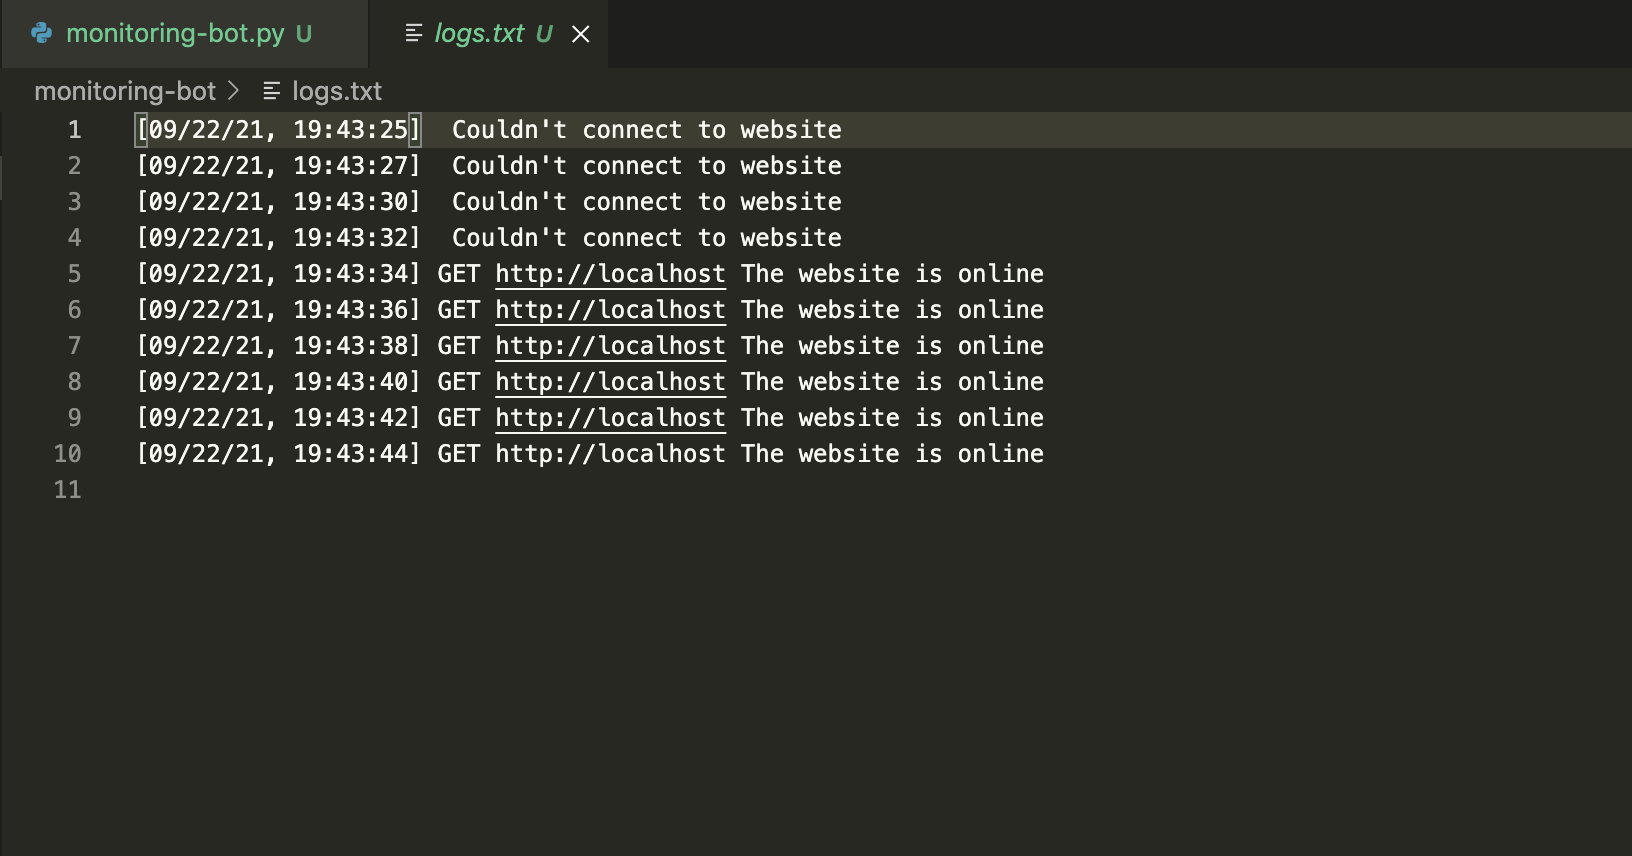 monitoring-bot.py U logs.txt U
monitoring-bot > logs.txt
1 [09/22/21, 19:43:25]  Couldn't connect to website
2 [09/22/21, 19:43:27]  Couldn't connect to website
3 [09/22/21, 19:43:30]  Couldn't connect to website
4 [09/22/21, 19:43:32]  Couldn't connect to website
5 [09/22/21, 19:43:34] GET http://localhost The website is online
6 [09/22/21, 19:43:36] GET http://localhost The website is online
7 [09/22/21, 19:43:38] GET http://localhost The website is online
8 [09/22/21, 19:43:40] GET http://localhost The website is online
9 [09/22/21, 19:43:42] GET http://localhost The website is online
10 [09/22/21, 19:43:44] GET http://localhost The website is online
11